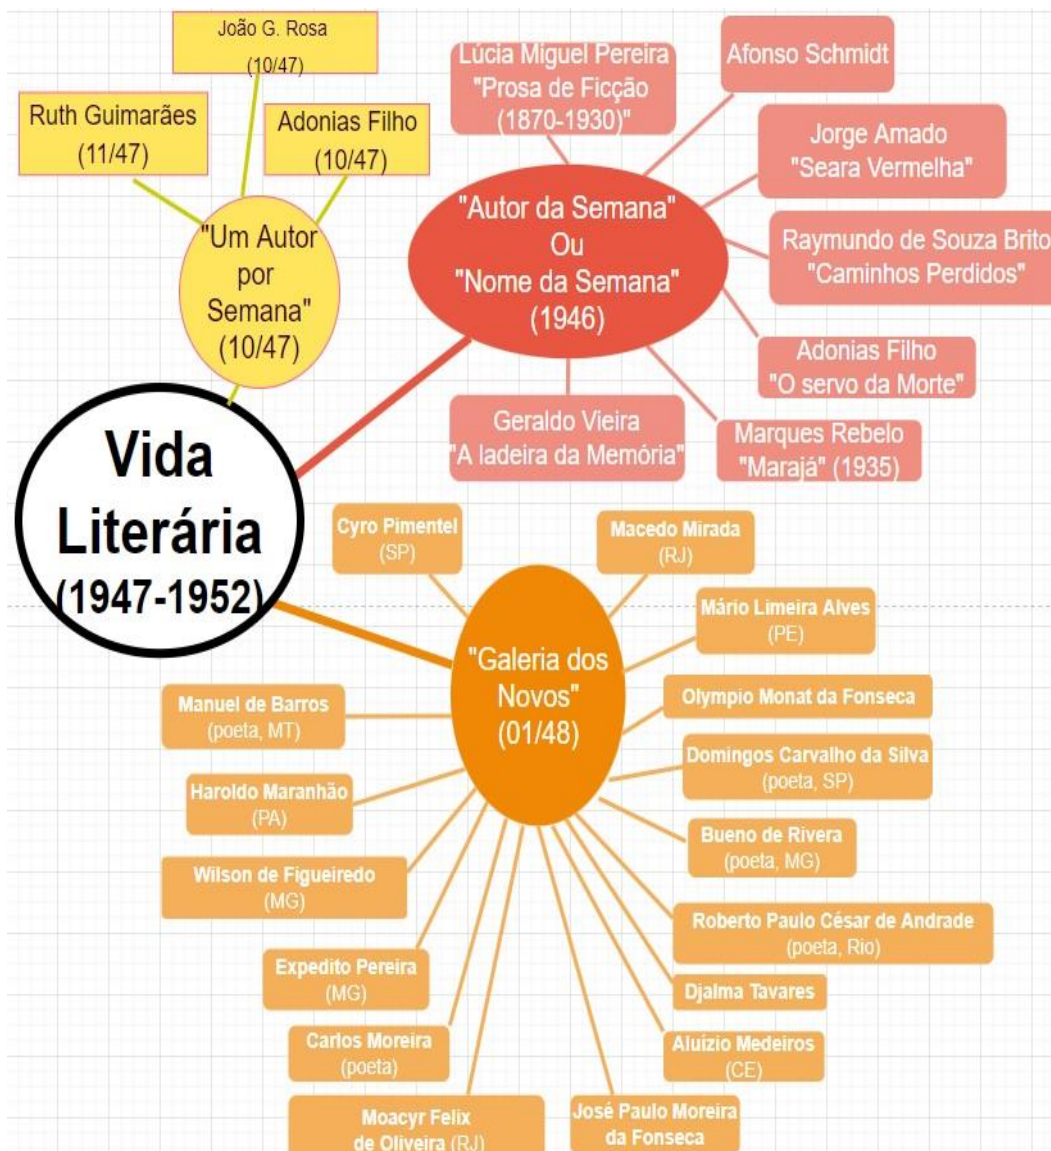 João G. Rosa
(10/47)
Ruth Guimarães
(11/47)
Adonias Filho
(10/47)
"Um Autor
por
Semana"
(10/47)
Lúcia Miguel Pereira
"Prosa de Ficção
(1870-1930)"
Afonso Schmidt
Jorge Amado
"Seara Vermelha"
Raymundo de Souza Brito
"Caminhos Perdidos"
Adonias Filho
"O servo da Morte"
Marques Rebelo
"Marajá" (1935)
Geraldo Vieira
"A ladeira da Memória"
"Autor da Semana"
Ou
"Nome da Semana"
(1946)
Vida
Literária
(1947-1952)
"Galeria dos
Novos"
(01/48)
Cyro Pimentel
(SP)
Macedo Mirada
(RJ)
Mário Limeira Alves
(PE)
Olympio Monat da Fonseca
Domingos Carvalho da Silva
(poeta, SP)
Bueno de Rivera
(poeta, MG)
Roberto Paulo César de Andrade
(poeta, Rio)
Djalma Tavares
Aluízio Medeiros
(CE)
José Paulo Moreira
da Fonseca
Moacyr Felix
de Oliveira (RJ)
Carlos Moreira
(poeta)
Expedito Pereira
(MG)
Wilson de Figueiredo
(MG)
Haroldo Maranhão
(PA)
Manuel de Barros
(poeta, MT)